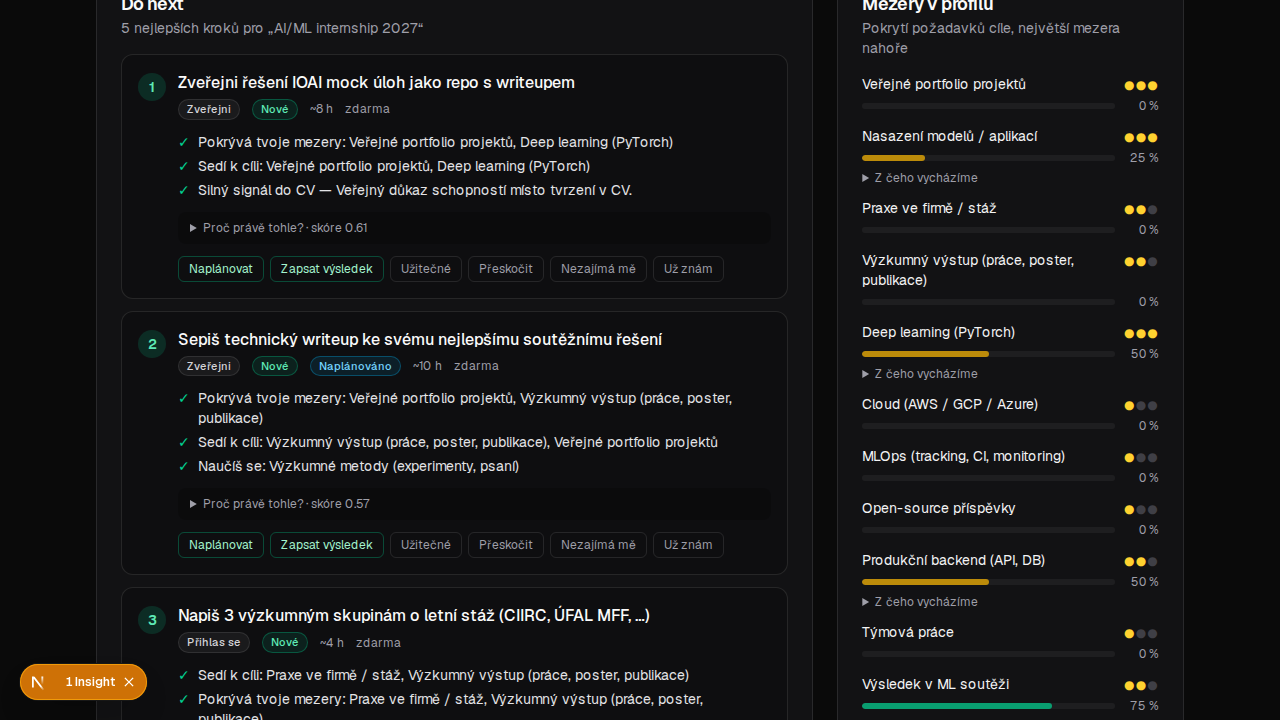 Do next
5 nejlepších kroků pro „AI/ML internship 2027“
1
Zveřejni řešení IOAI mock úloh jako repo s writeupem
Zveřejni Nové ~8 h zdarma
✓ Pokrývá tvoje mezery: Veřejné portfolio projektů, Deep learning (PyTorch)
✓ Sedí k cíli: Veřejné portfolio projektů, Deep learning (PyTorch)
✓ Silný signál do CV — Veřejný důkaz schopností místo tvrzení v CV.
▶ Proč právě tohle? · skóre 0.61
Naplánovat Zapsat výsledek Užitečné Přeskočit Nezajímá mě Už znám
2
Sepiš technický writeup ke svému nejlepšímu soutěžnímu řešení
Zveřejni Nové Naplánováno ~10 h zdarma
✓ Pokrývá tvoje mezery: Veřejné portfolio projektů, Výzkumný výstup (práce, poster,
publikace)
✓ Sedí k cíli: Výzkumný výstup (práce, poster, publikace), Veřejné portfolio projektů
✓ Naučíš se: Výzkumné metody (experimenty, psaní)
▶ Proč právě tohle? · skóre 0.57
Naplánovat Zapsat výsledek Užitečné Přeskočit Nezajímá mě Už znám
3
Napiš 3 výzkumným skupinám o letní stáž (CIIRC, ÚFAL MFF, …)
Přihlas se Nové ~4 h zdarma
✓ Sedí k cíli: Praxe ve firmě / stáž, Výzkumný výstup (práce, poster, publikace)
✓ Pokrývá tvoje mezery: Praxe ve firmě / stáž, Výzkumný výstup (práce, poster,
publikace)
Mezery v profilu
Pokrytí požadavků cíle, největší mezera
nahoře
Veřejné portfolio projektů
0 %
Nasazení modelů / aplikací
25 %
▶ Z čeho vycházíme
Praxe ve firmě / stáž
0 %
Výzkumný výstup (práce, poster,
publikace)
0 %
Deep learning (PyTorch)
50 %
▶ Z čeho vycházíme
Cloud (AWS / GCP / Azure)
0 %
MLOps (tracking, CI, monitoring)
0 %
Open-source příspěvky
0 %
Produkční backend (API, DB)
50 %
▶ Z čeho vycházíme
Týmová práce
0 %
Výsledek v ML soutěži
75 %
N 1 Insight ×